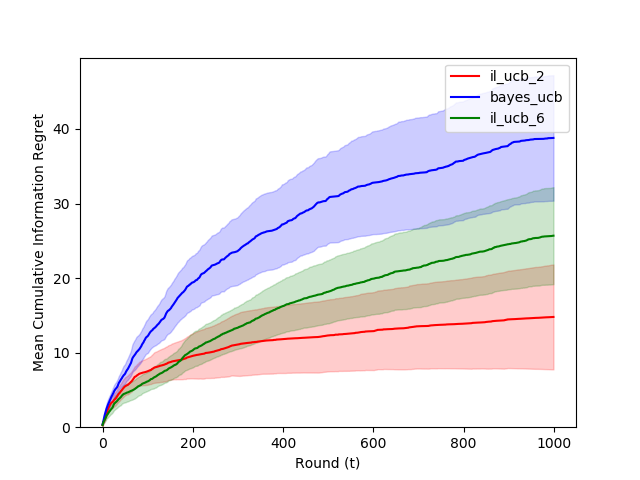 il_ucb_2
bayes_ucb
il_ucb_6
Mean Cumulative Information Regret
40
30
20
10
0
0 200 400 600 800 1000
Round (t)